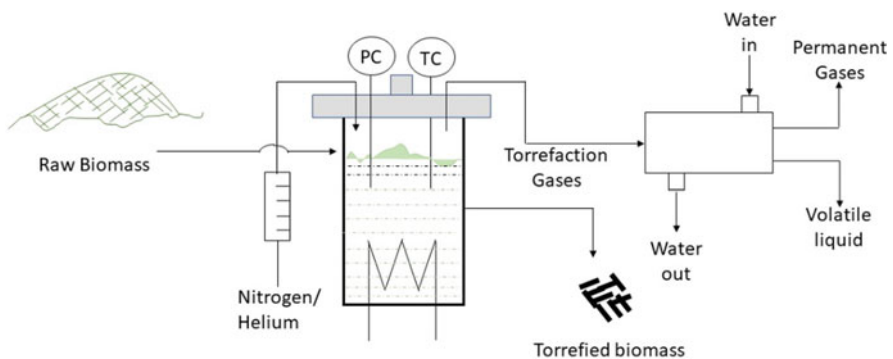 PC
TC
Water
in
Permanent
Gases
Raw Biomass
Torrefaction
Gases
Nitrogen/
Helium
Water
out
Volatile
liquid
Torrefied biomass